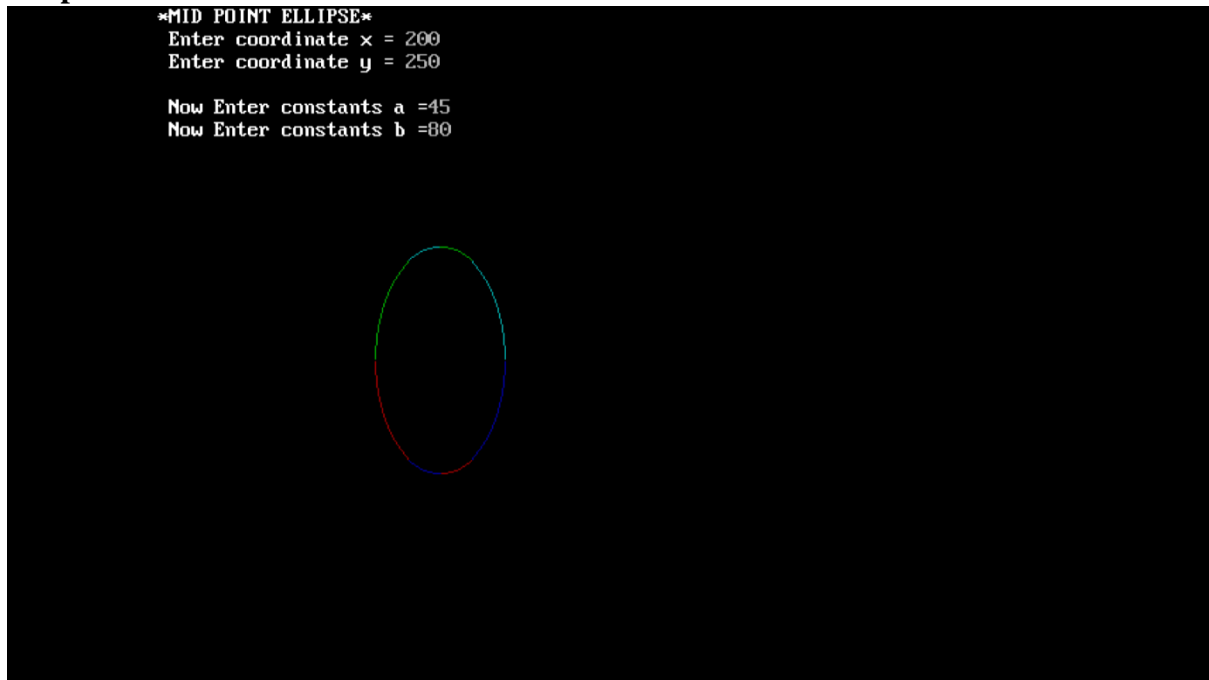 *MID POINT ELLIPSE*
Enter coordinate x = 200
Enter coordinate y = 250
Now Enter constants a =45
Now Enter constants b =80